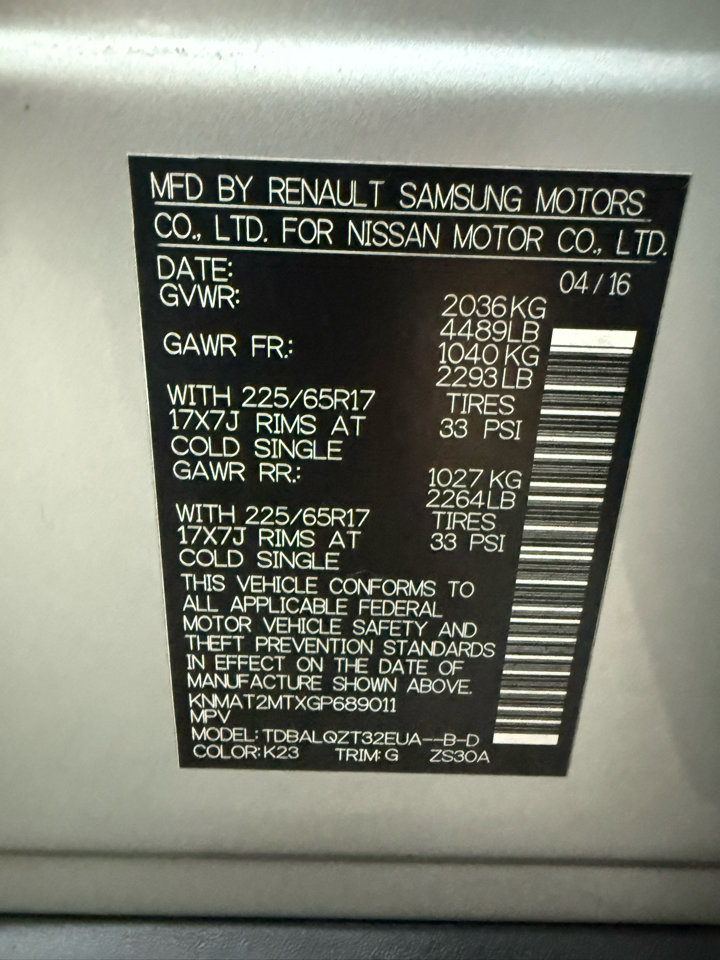 MFD BY RENAULT SAMSUNG MOTORS
CO., LTD. FOR NISSAN MOTOR CO., LTD.
DATE: 04/16
GVWR: 2036KG
4489LB
GAWR FR.: 1040KG
2293LB
WITH 225/65R17 TIRES
17X7J RIMS AT 33 PSI
COLD SINGLE
GAWR RR.: 1027KG
2264LB
WITH 225/65R17 TIRES
17X7J RIMS AT 33 PSI
COLD SINGLE
THIS VEHICLE CONFORMS TO
ALL APPLICABLE FEDERAL
MOTOR VEHICLE SAFETY AND
THEFT PREVENTION STANDARDS
IN EFFECT ON THE DATE OF
MANUFACTURE SHOWN ABOVE.
KNMAT2MTXGP689011
MPV
MODEL: TDBALQZT32EUA--B-D
COLOR: K23 TRIM: G ZS30A